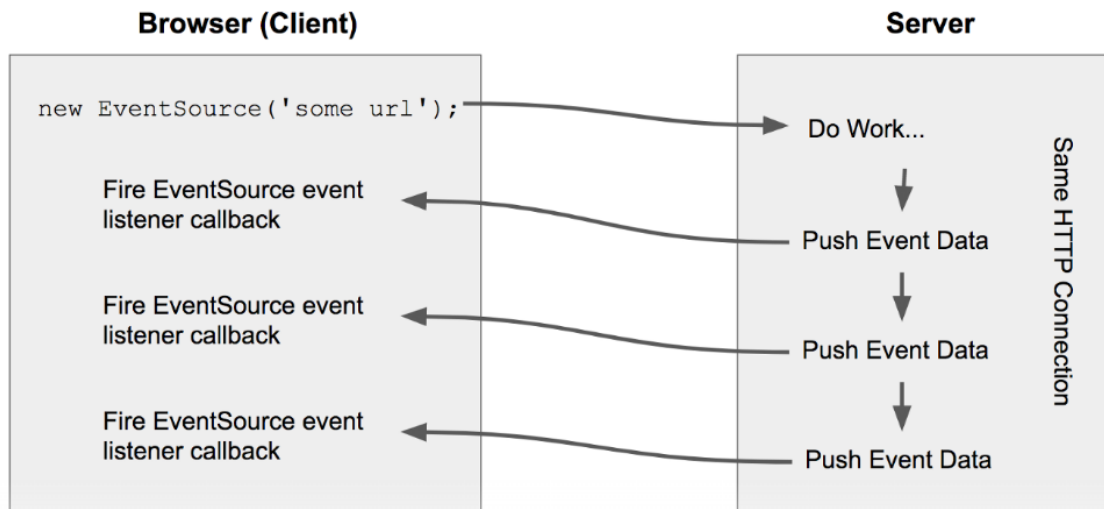 Browser (Client)
Server
new EventSource('some url');
Do Work...
Fire EventSource event
listener callback
Push Event Data
Fire EventSource event
listener callback
Push Event Data
Fire EventSource event
listener callback
Push Event Data
Same HTTP Connection